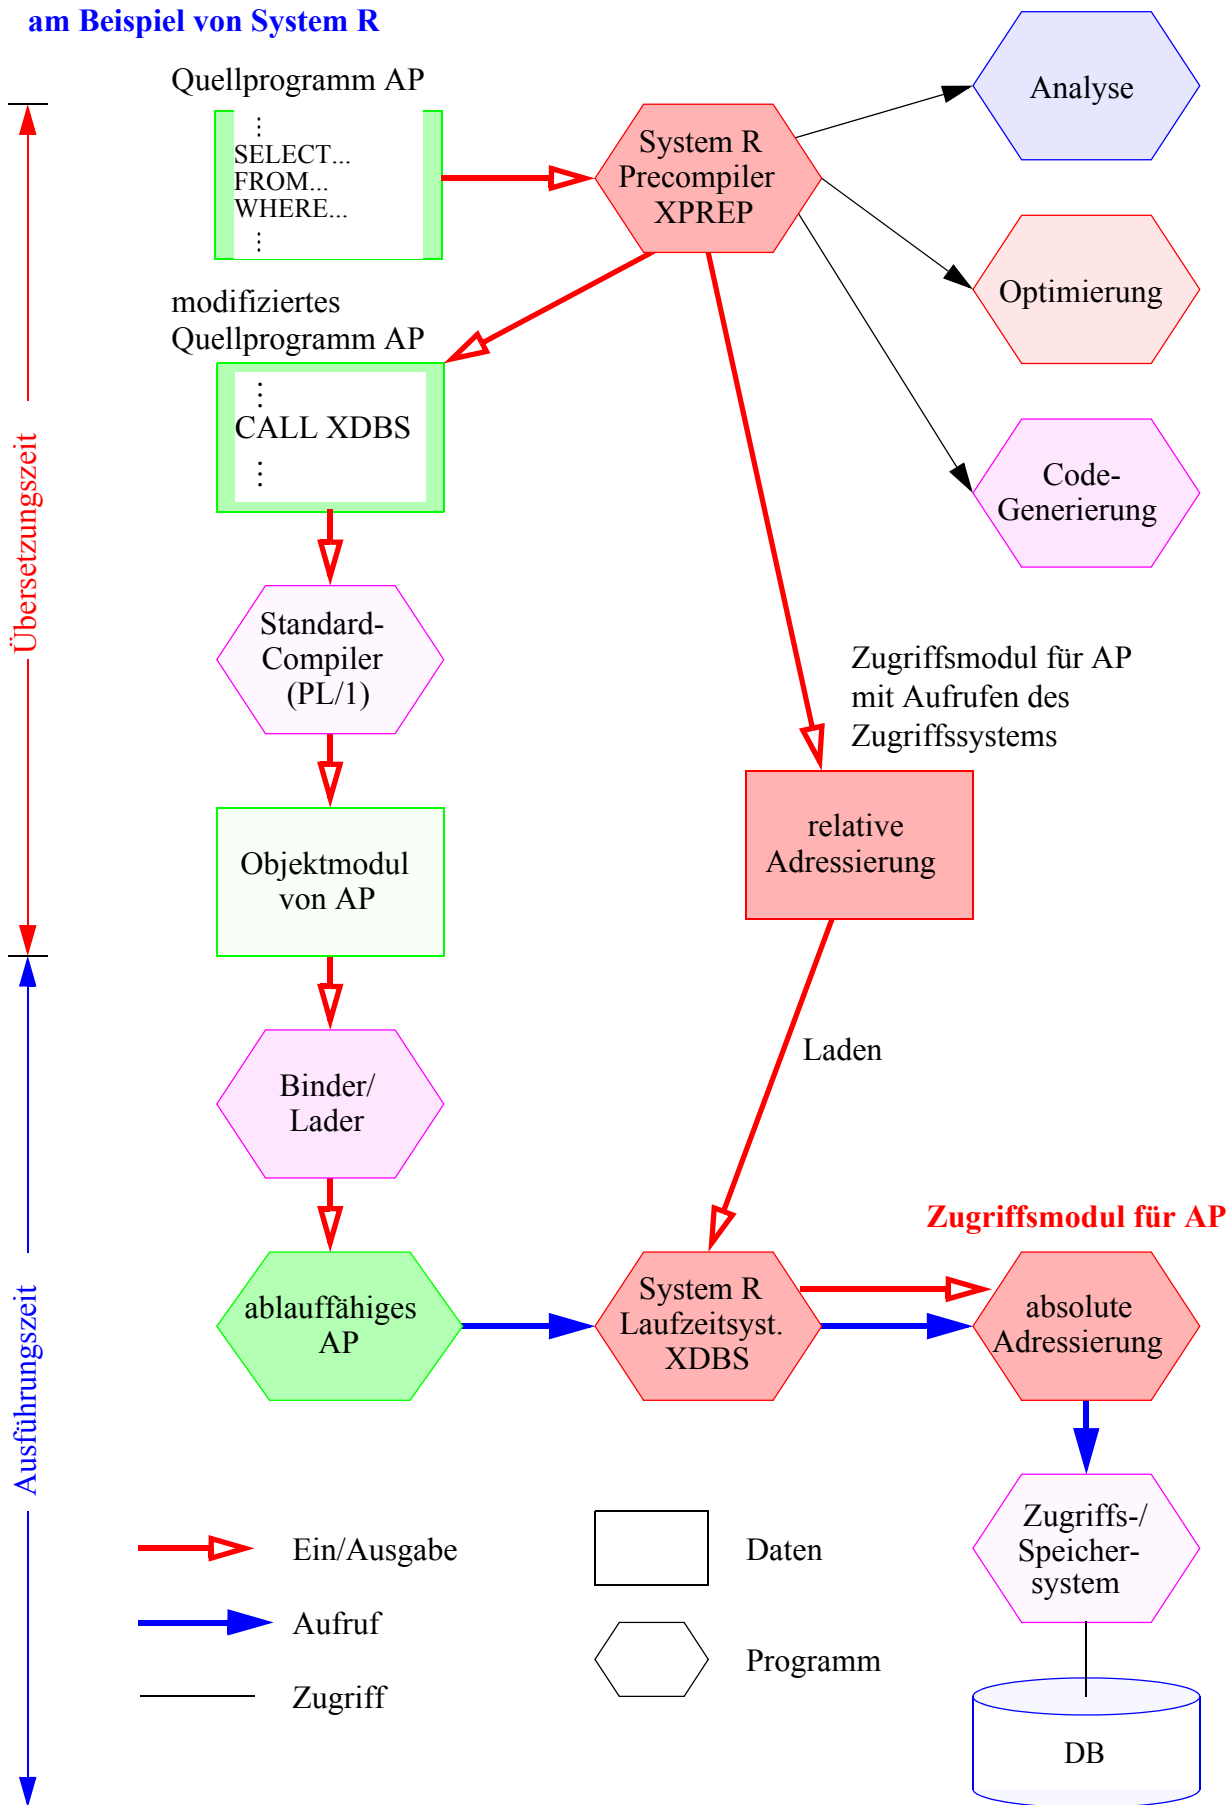 am Beispiel von System R
Quellprogramm AP
⋮
SELECT...
FROM...
WHERE...
⋮
System R
Precompiler
XPREP
Analyse
Optimierung
Code-
Generierung
modifiziertes
Quellprogramm AP
⋮
CALL XDBS
⋮
Übersetzungszeit
Standard-
Compiler
(PL/1)
Zugriffsmodul für AP
mit Aufrufen des
Zugriffssystems
relative
Adressierung
Objektmodul
von AP
Laden
Binder/
Lader
Zugriffsmodul für AP
Ausführungszeit
ablauffähiges
AP
System R
Laufzeitsyst.
XDBS
absolute
Adressierung
Zugriffs-/
Speicher-
system
DB
Ein/Ausgabe
Aufruf
Zugriff
Daten
Programm